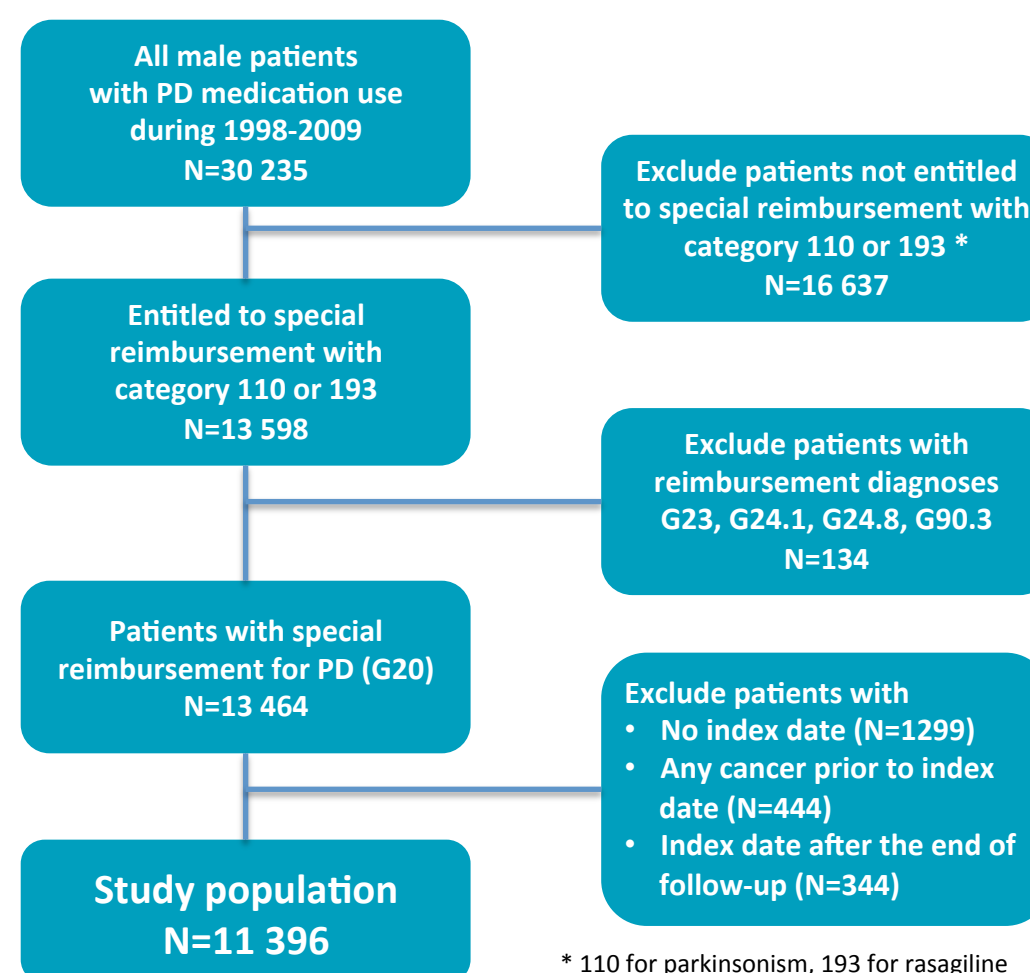 All male patients
with PD medication use
during 1998-2009
N=30 235
Exclude patients not entitled
to special reimbursement with
category 110 or 193 *
N=16 637
Entitled to special
reimbursement with
category 110 or 193
N=13 598
Exclude patients with
reimbursement diagnoses
G23, G24.1, G24.8, G90.3
N=134
Patients with special
reimbursement for PD (G20)
N=13 464
Exclude patients with
• No index date (N=1299)
• Any cancer prior to index
date (N=444)
• Index date after the end of
follow-up (N=344)
Study population
N=11 396
* 110 for parkinsonism, 193 for rasagiline